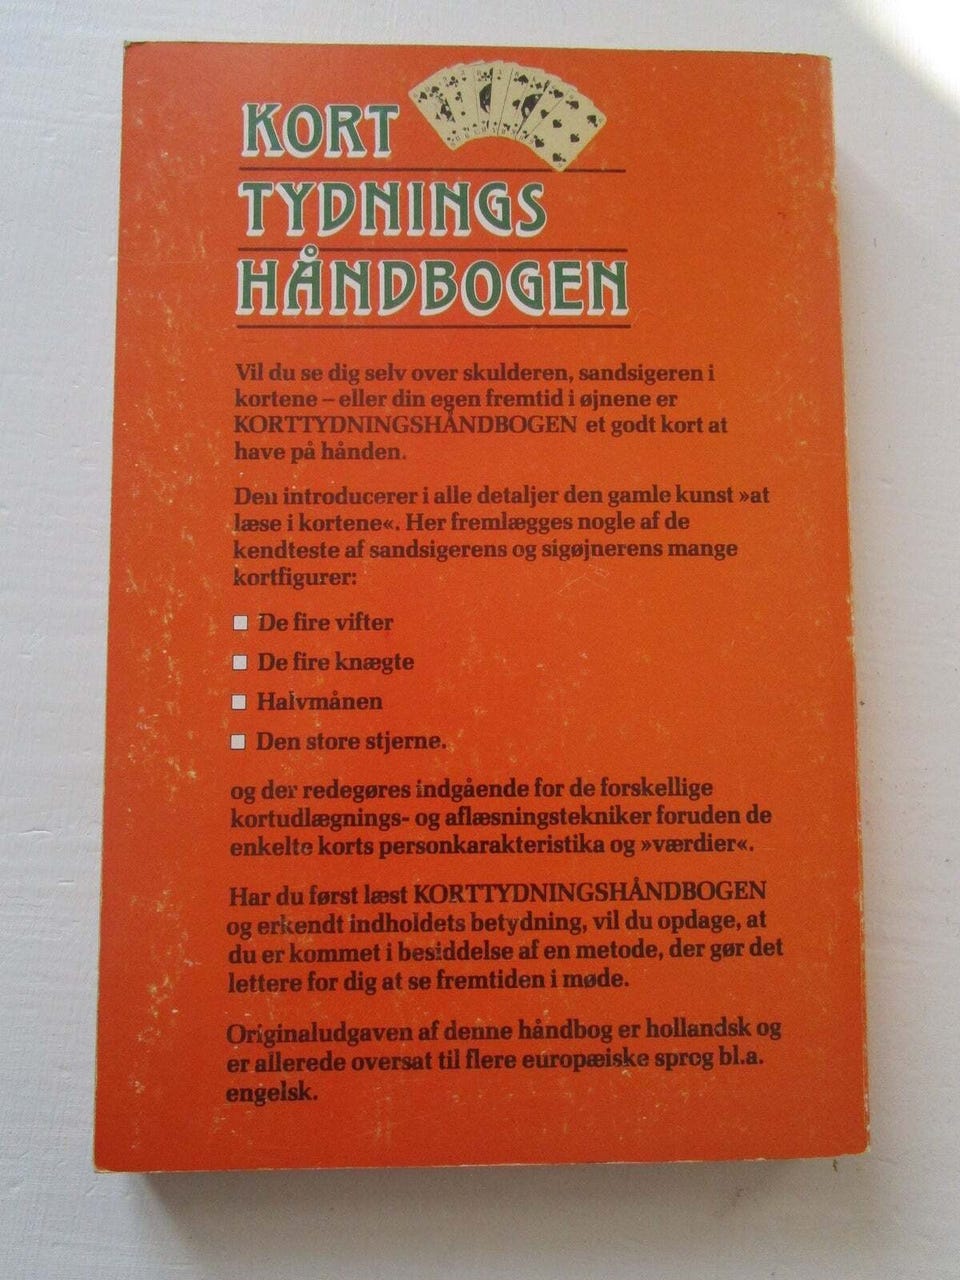 KORT
TYDNINGS
HÅNDBOGEN
Vil du se dig selv over skulderen, sandsigeren i
kortene – eller din egen fremtid i øjnene er
KORTTYDNINGSHÅNDBOGEN et godt kort at
have på hånden.
Den introducerer i alle detaljer den gamle kunst »at
læse i kortene«. Her fremlægges nogle af de
kendteste af sandsigerens og sigøjnerens mange
kortfigurer:
De fire vifter
De fire knægte
Halvmånen
Den store stjerne.
og der redegøres indgående for de forskellige
kortudlægnings- og aflæsningstekniker foruden de
enkelte korts personkarakteristika og »værdier«.
Har du først læst KORTTYDNINGSHÅNDBOGEN
og erkendt indholdets betydning, vil du opdage, at
du er kommet i besiddelse af en metode, der gør det
lettere for dig at se fremtiden i møde.
Originaludgaven af denne håndbog er hollandsk og
er allerede oversat til flere europæiske sprog bl.a.
engelsk.